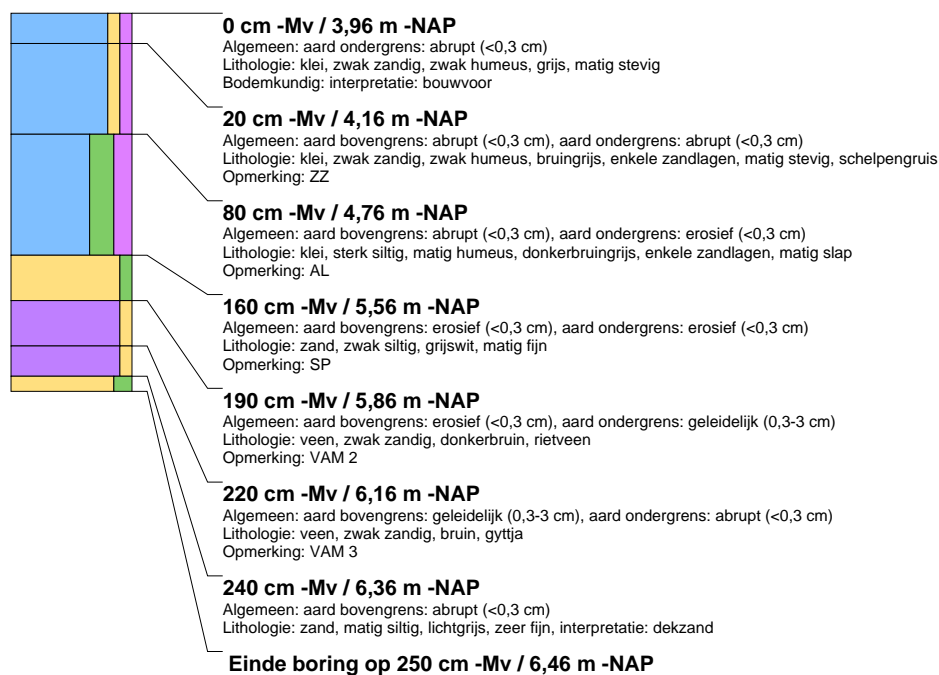 0 cm -Mv / 3,96 m -NAP
Algemeen: aard ondergrens: abrupt (<0,3 cm)
Lithologie: klei, zwak zandig, zwak humeus, grijs, matig stevig
Bodemkundig: interpretatie: bouwvoor
20 cm -Mv / 4,16 m -NAP
Algemeen: aard bovengrens: abrupt (<0,3 cm), aard ondergrens: abrupt (<0,3 cm)
Lithologie: klei, zwak zandig, zwak humeus, bruingrijs, enkele zandlagen, matig stevig, schelpengruis
Opmerking: ZZ
80 cm -Mv / 4,76 m -NAP
Algemeen: aard bovengrens: abrupt (<0,3 cm), aard ondergrens: erosief (<0,3 cm)
Lithologie: klei, sterk siltig, matig humeus, donkerbruingrijs, enkele zandlagen, matig slap
Opmerking: AL
160 cm -Mv / 5,56 m -NAP
Algemeen: aard bovengrens: erosief (<0,3 cm), aard ondergrens: erosief (<0,3 cm)
Lithologie: zand, zwak siltig, grijswit, matig fijn
Opmerking: SP
190 cm -Mv / 5,86 m -NAP
Algemeen: aard bovengrens: erosief (<0,3 cm), aard ondergrens: geleidelijk (0,3-3 cm)
Lithologie: veen, zwak zandig, donkerbruin, rietveen
Opmerking: VAM 2
220 cm -Mv / 6,16 m -NAP
Algemeen: aard bovengrens: geleidelijk (0,3-3 cm), aard ondergrens: abrupt (<0,3 cm)
Lithologie: veen, zwak zandig, bruin, gyttja
Opmerking: VAM 3
240 cm -Mv / 6,36 m -NAP
Algemeen: aard bovengrens: abrupt (<0,3 cm)
Lithologie: zand, matig siltig, lichtgrijs, zeer fijn, interpretatie: dekzand
Einde boring op 250 cm -Mv / 6,46 m -NAP